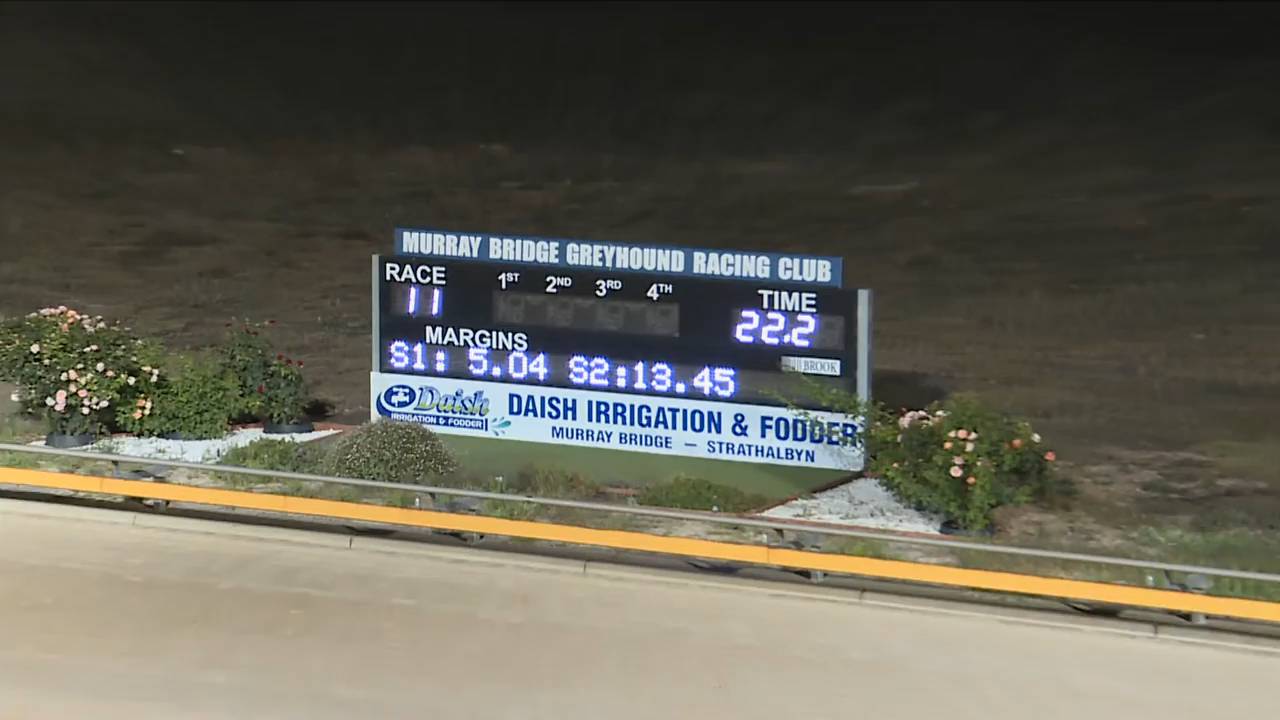 MURRAY BRIDGE GREYHOUND RACING CLUB
RACE 1ST 2ND 3RD 4TH TIME
11 22.2
MARGINS
S1: 5.04 S2:13.45
BROOK
Daish
IRRIGATION & FODDER
DAISH IRRIGATION & FODDER
MURRAY BRIDGE – STRATHALBYN